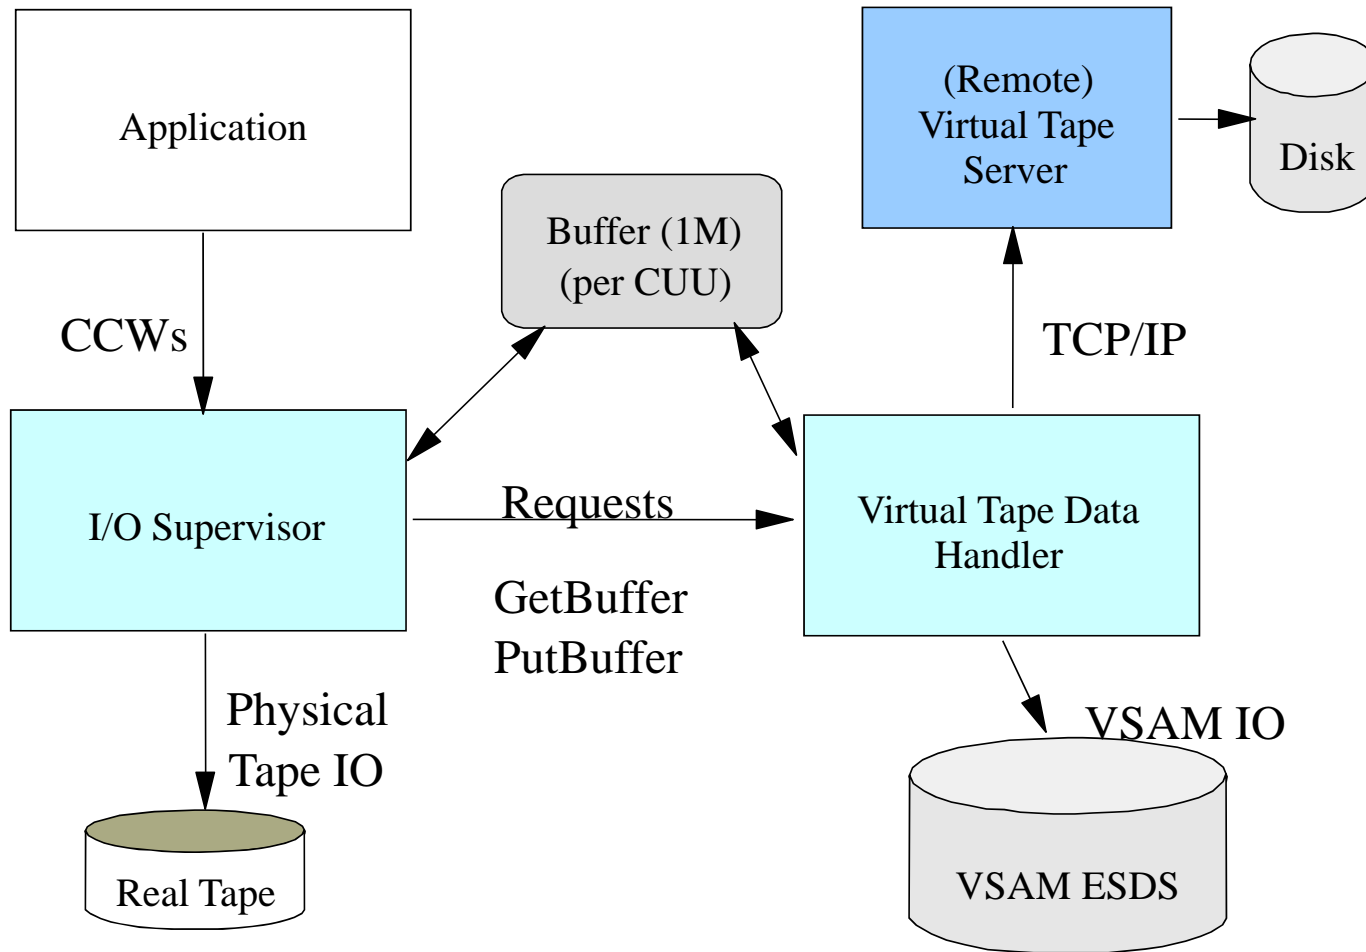 Application
(Remote)
Virtual Tape
Server
Disk
Buffer (1M)
(per CUU)
CCWs
TCP/IP
I/O Supervisor
Requests
GetBuffer
PutBuffer
Virtual Tape Data
Handler
Physical
Tape IO
VSAM IO
Real Tape
VSAM ESDS